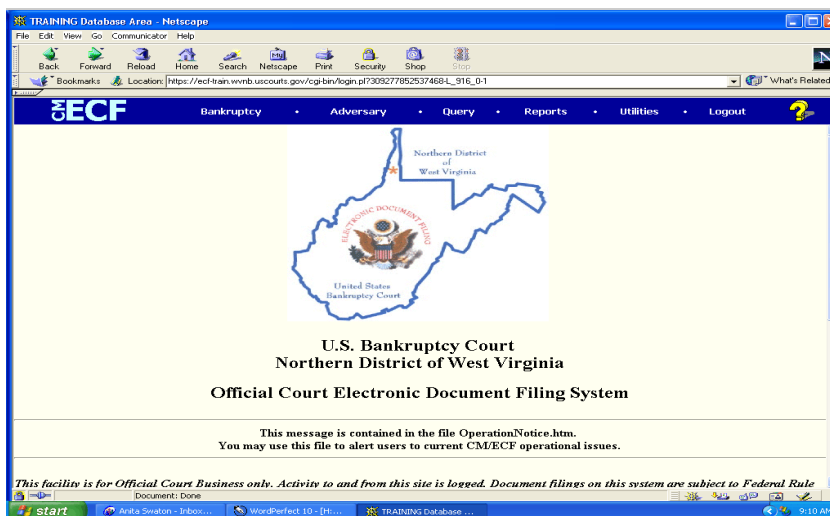 TRAINING Database Area - Netscape
File Edit View Go Communicator Help
Back Forward Reload Home Search Netscape Print Security Shop Stop
Bookmarks Location: https://ecf-train.wvnb.uscourts.gov/cgi-bin/login.pl?309277852537468-L_916_0-1 What's Related
CM ECF Bankruptcy • Adversary • Query • Reports • Utilities • Logout ?
Northern District
of
West Virginia
ELECTRONIC DOCUMENT FILING
United States
Bankruptcy Court
U.S. Bankruptcy Court
Northern District of West Virginia
Official Court Electronic Document Filing System
This message is contained in the file OperationNotice.htm.
You may use this file to alert users to current CM/ECF operational issues.
This facility is for Official Court Business only. Activity to and from this site is logged. Document filings on this system are subject to Federal Rule
Document: Done
start Anita Swaton - Inbox... WordPerfect 10 - [H:... TRAINING Database ... 9:10 AM